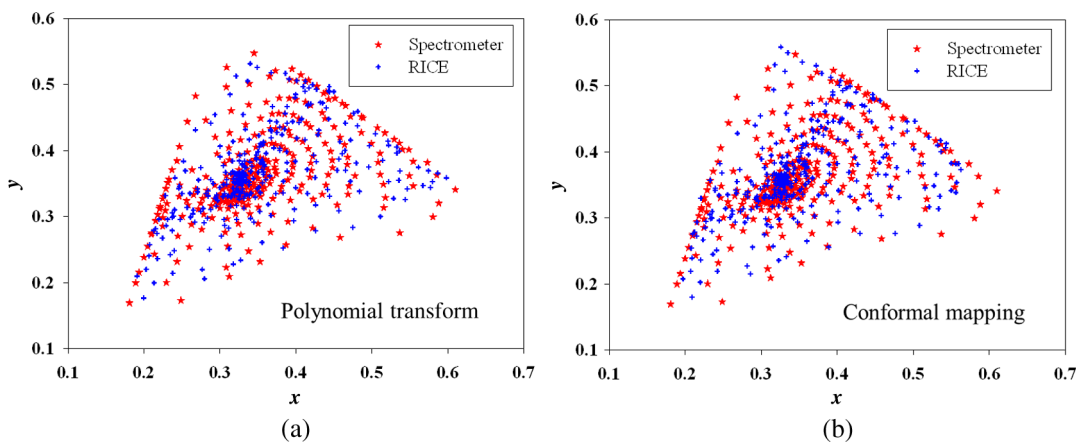 0.6
0.5
0.4
0.3
0.2
0.1
y
Spectrometer
RICE
Polynomial transform
0.1 0.2 0.3 0.4 0.5 0.6 0.7
x
(a)
0.6
0.5
0.4
0.3
0.2
0.1
y
Spectrometer
RICE
Conformal mapping
0.1 0.2 0.3 0.4 0.5 0.6 0.7
x
(b)